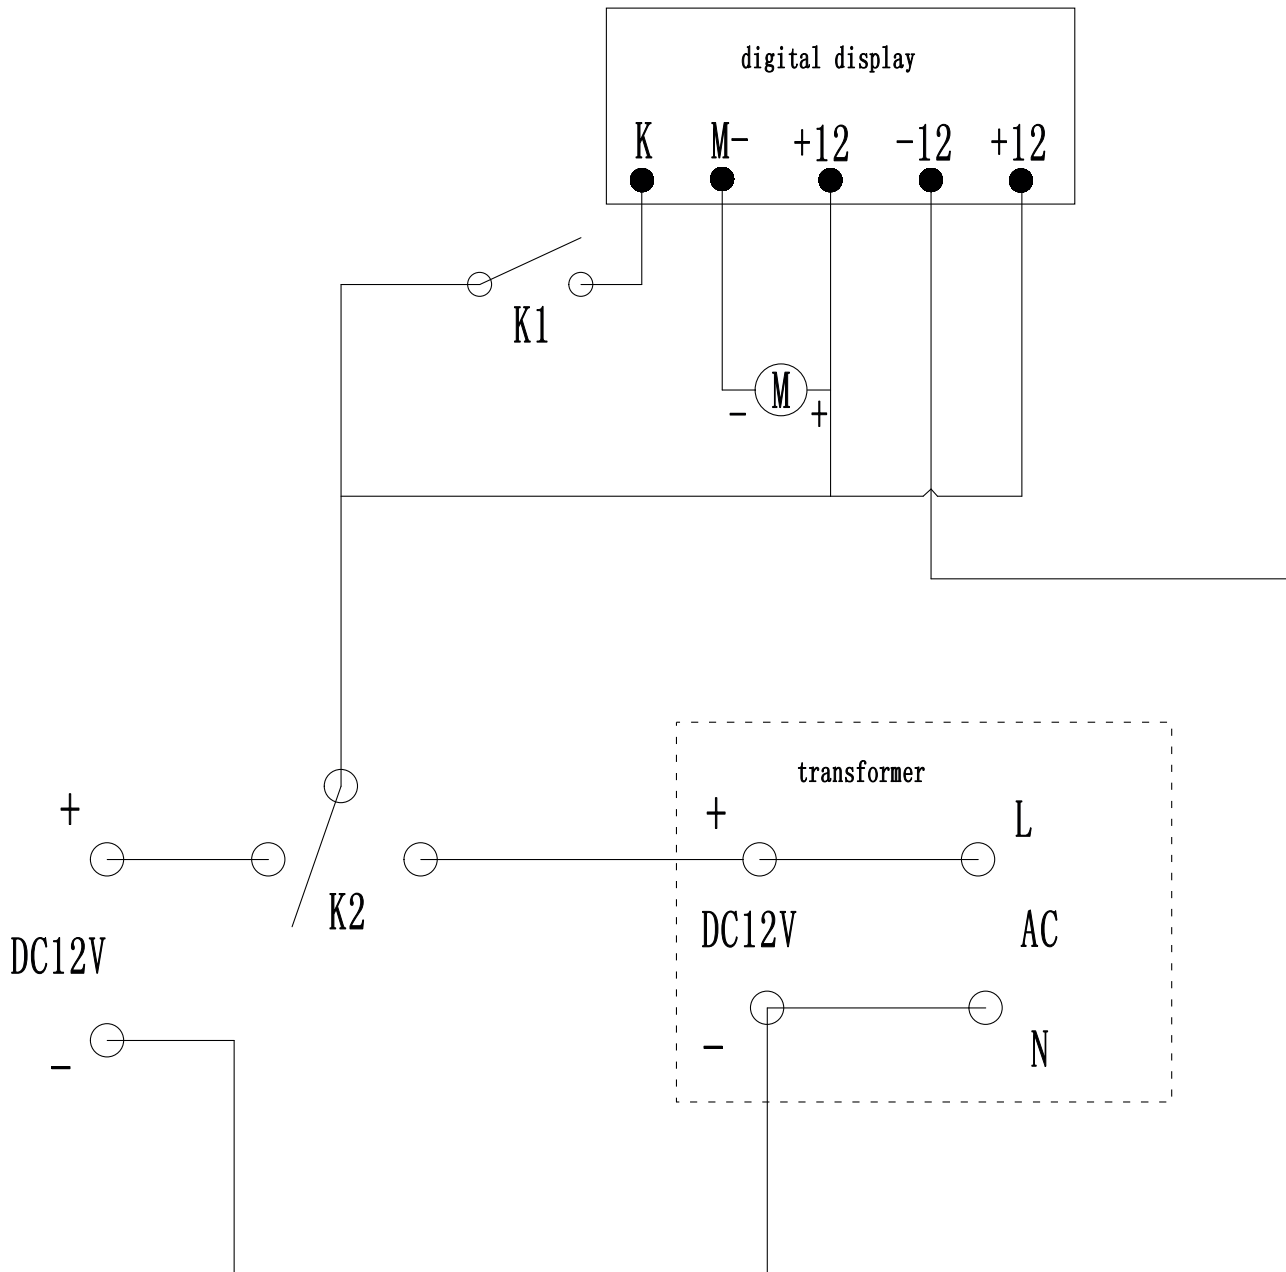 digital display
K M- +12 -12 +12
K1
M
- +
transformer
+ + L
K2
DC12V DC12V AC
- - N